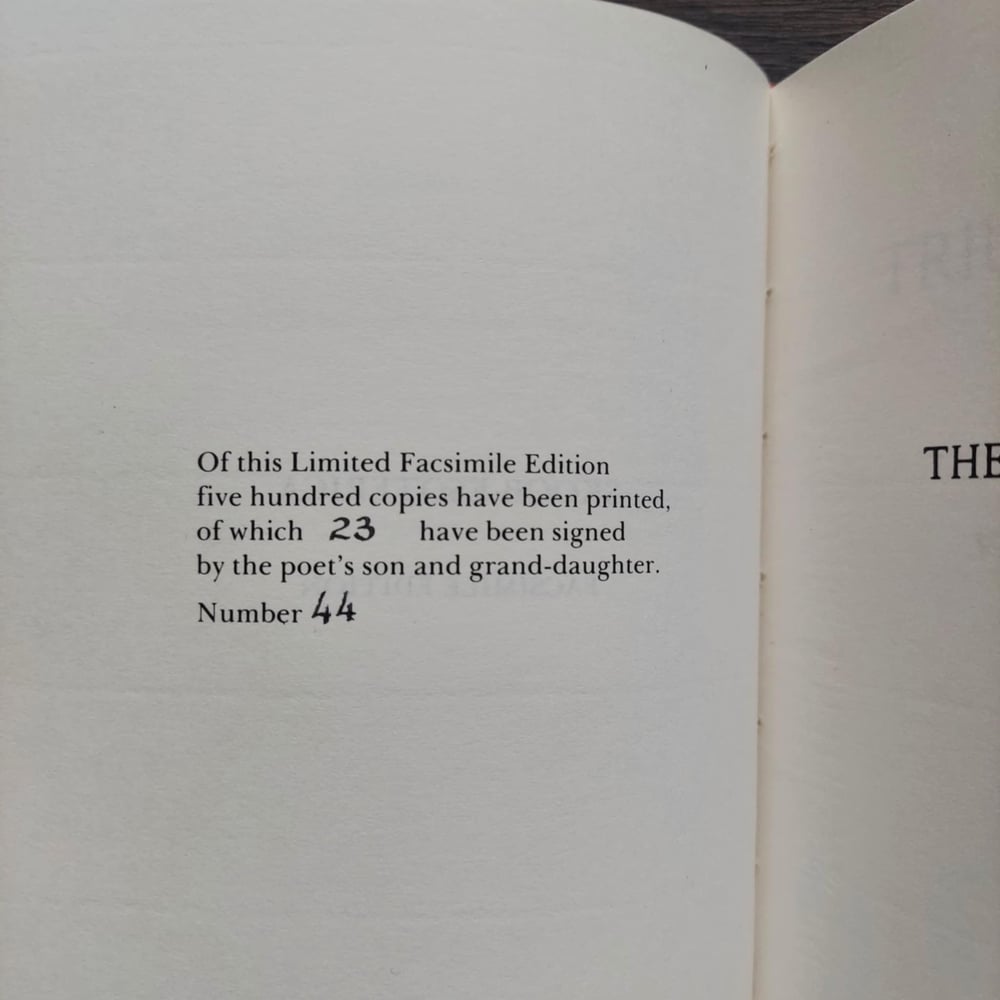 Of this Limited Facsimile Edition
five hundred copies have been printed,
of which 23 have been signed
by the poet's son and grand-daughter.
Number 44
THE